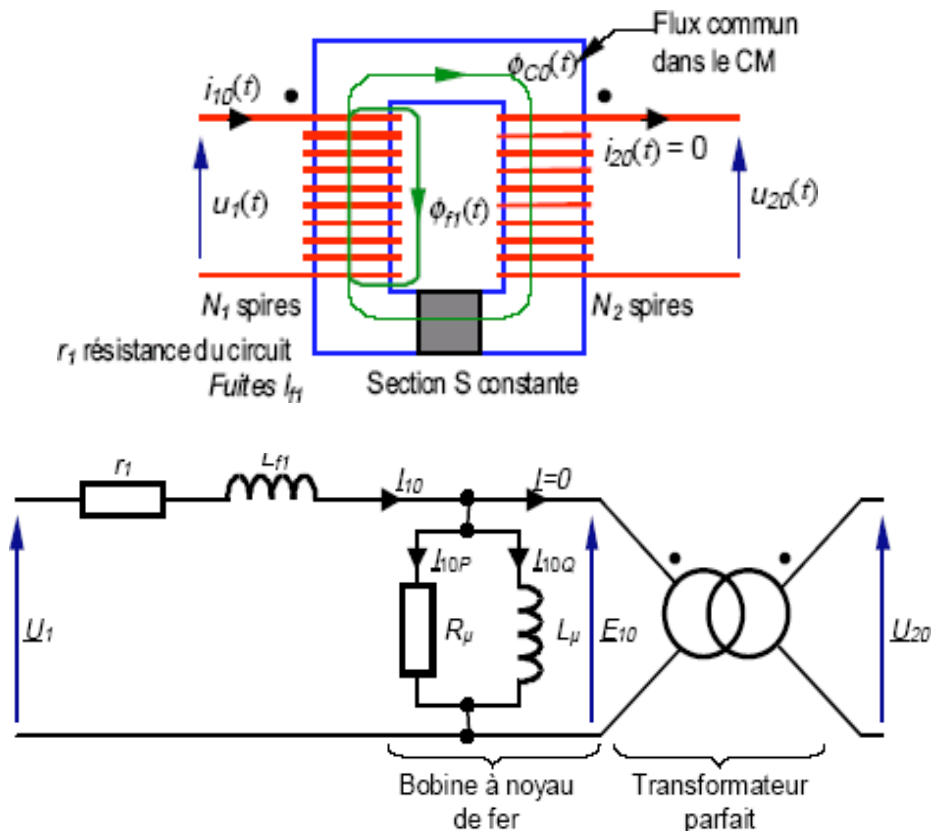 Flux commun
dans le CM
ϕC0(t)
i10(t)
i20(t) = 0
u1(t)
ϕf1(t)
u20(t)
N1 spires
N2 spires
r1 résistance du circuit
Fuites lf1
Section S constante
r1
Lf1
I10
I=0
I10P
I10Q
U1
Rμ
Lμ
E10
U20
Bobine à noyau
de fer
Transformateur
parfait